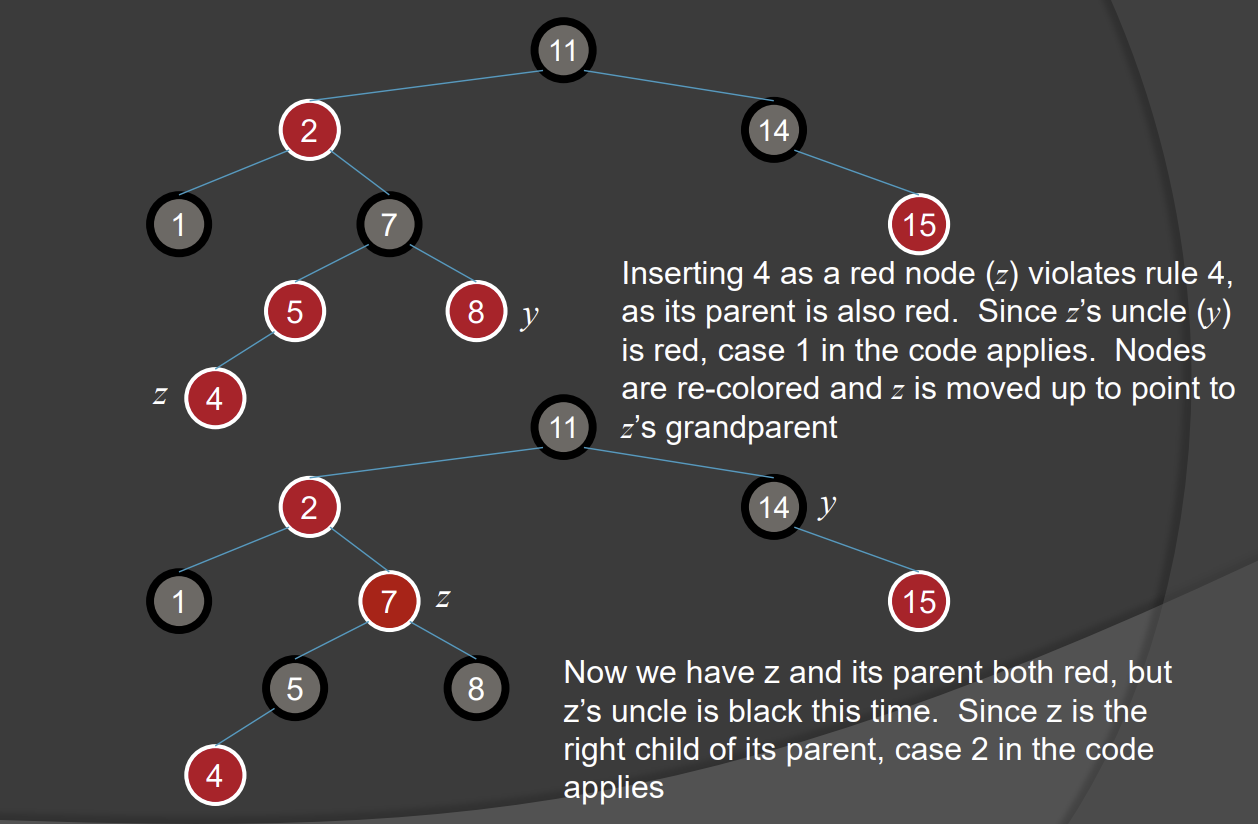 11
2
14
1
7
15
5
8 y
z 4
Inserting 4 as a red node (z) violates rule 4,
as its parent is also red.  Since z’s uncle (y)
is red, case 1 in the code applies.  Nodes
are re-colored and z is moved up to point to
z’s grandparent
11
2
14 y
1
7 z
15
5
8
4
Now we have z and its parent both red, but
z’s uncle is black this time.  Since z is the
right child of its parent, case 2 in the code
applies